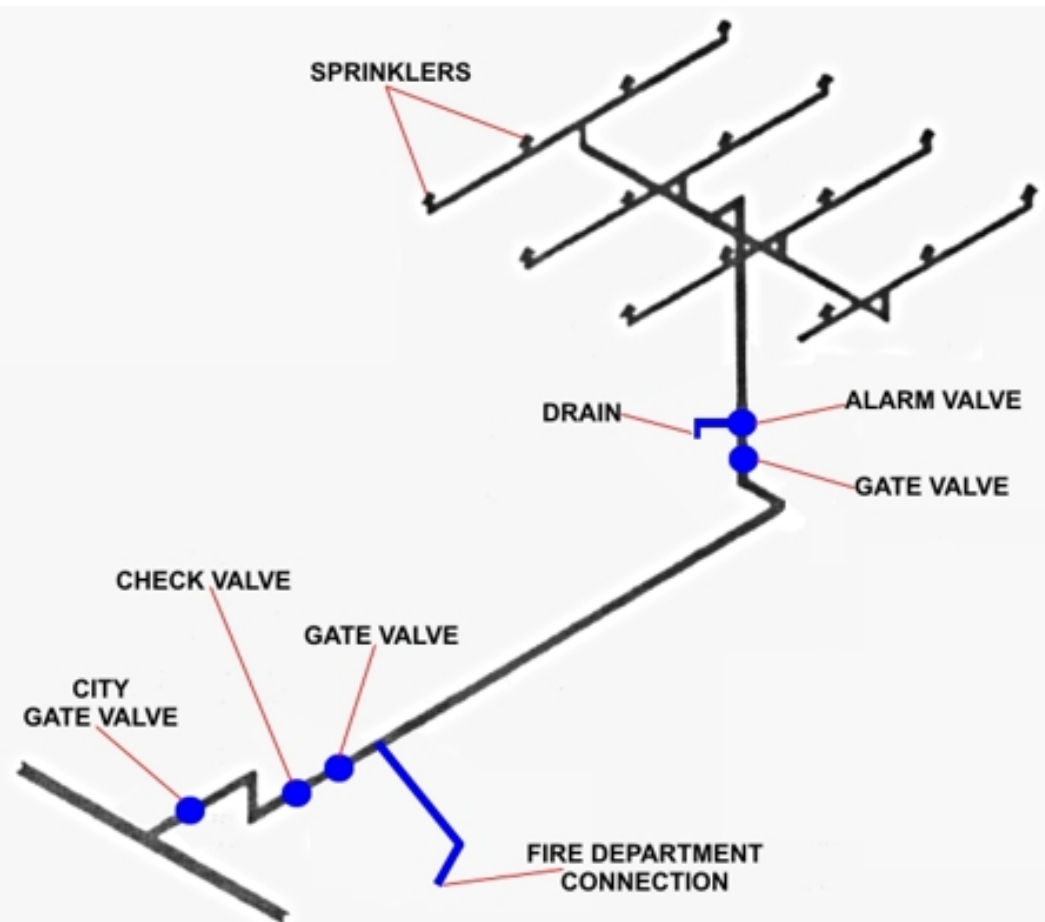 SPRINKLERS
DRAIN
ALARM VALVE
GATE VALVE
CHECK VALVE
GATE VALVE
CITY
GATE VALVE
FIRE DEPARTMENT
CONNECTION